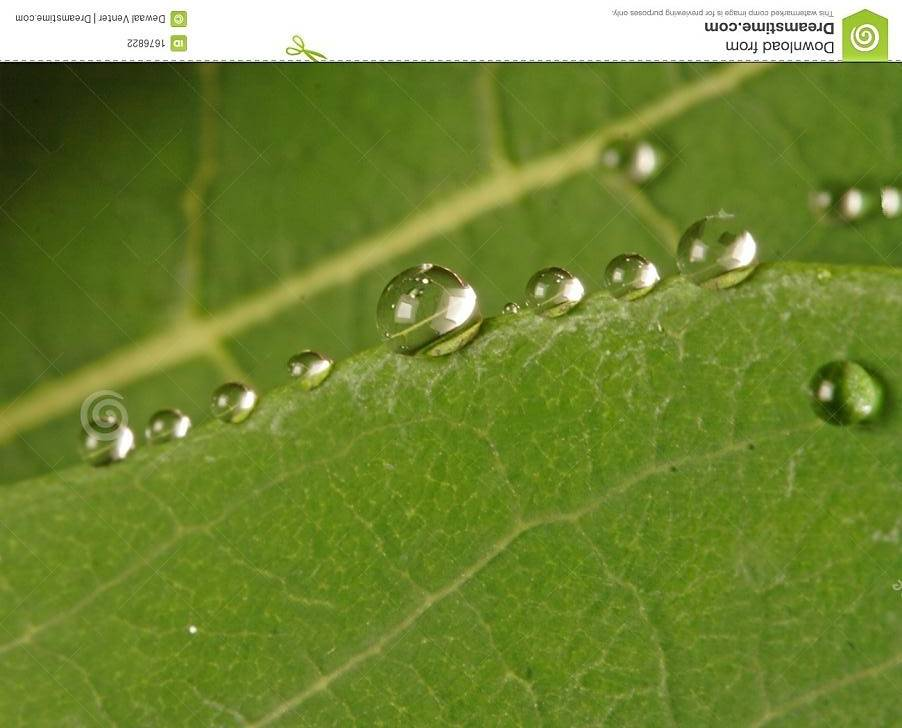 Download from
Dreamstime.com
This watermarked comp image is for previewing purposes only.
ID 1676822
© Dewaal Venter | Dreamstime.com